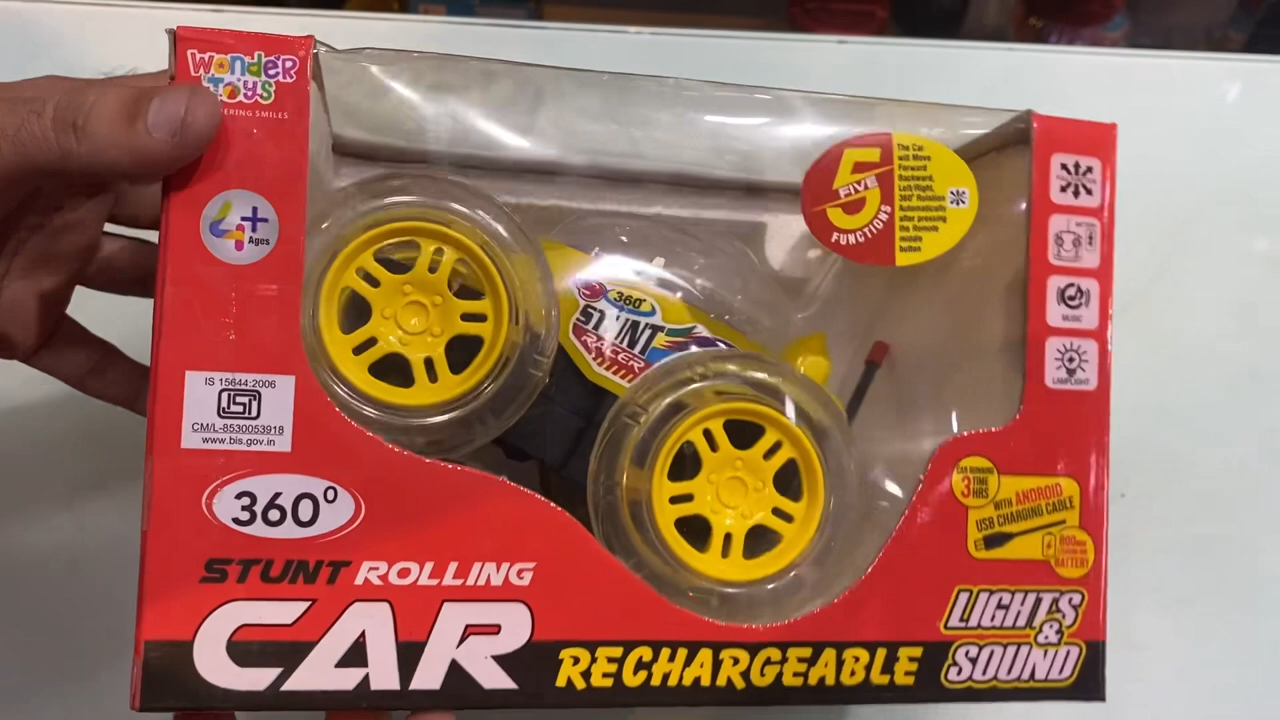 WondeR
Toys
ERING SMILES
4+
Ages
5
FIVE
FUNCTIONS
The Car
will Move
Forward
Backward,
Left/Right,
360° Rotation
Automatically
after pressing
the Remote
middle
button
MUSIC
LAMPLIGHT
360°
STUNT
RACER
IS 15644:2006
ISI
CM/L-8530053918
www.bis.gov.in
360⁰
STUNT ROLLING
CAR
RECHARGEABLE
CAR RUNNING
3 TIME
HRS
WITH ANDROID
USB CHARGING CABLE
BATTERY
LIGHTS
&
SOUND